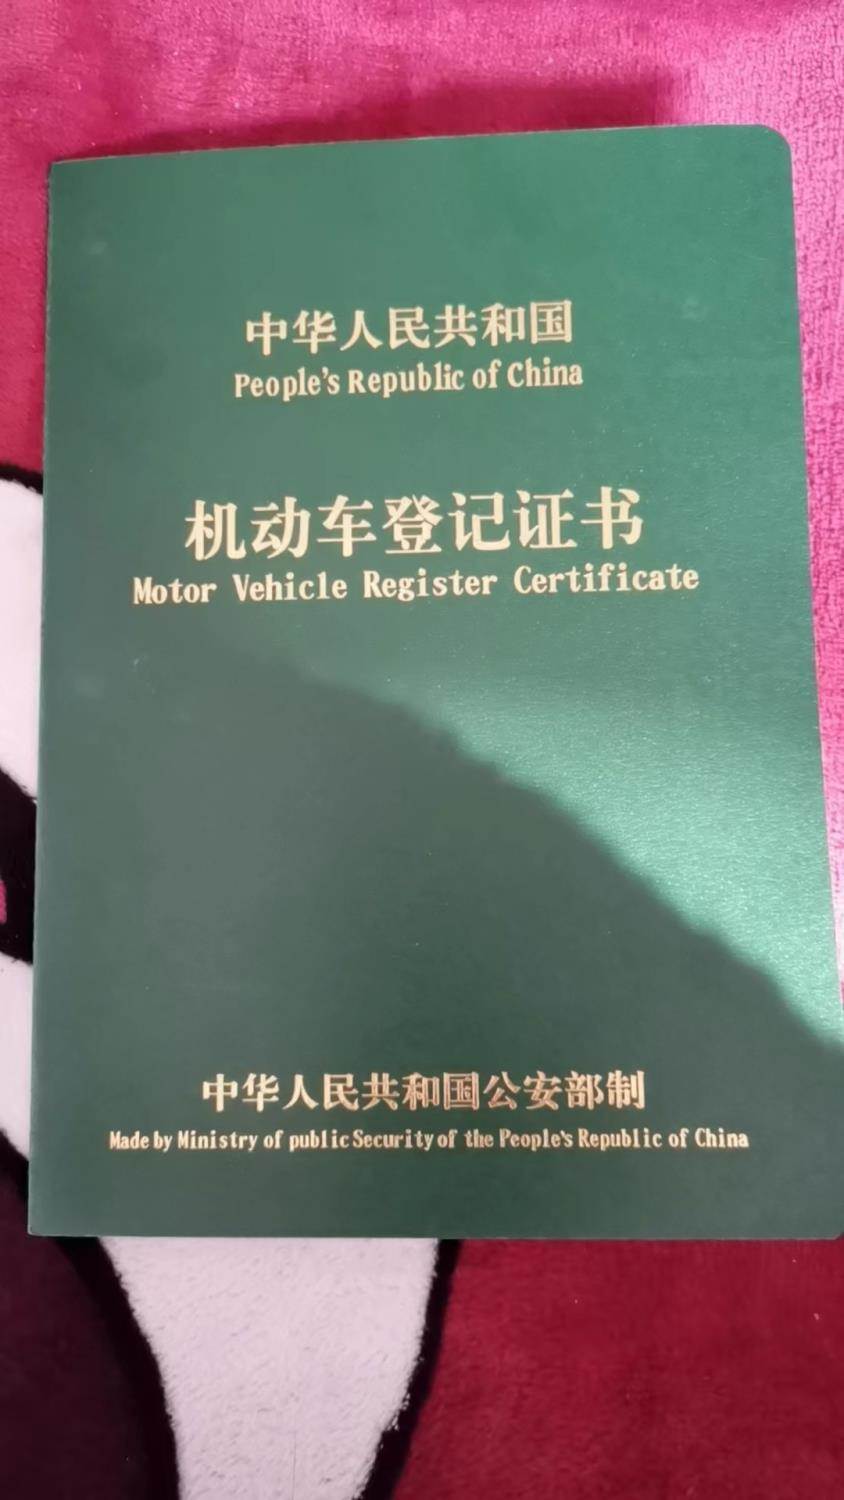 中华人民共和国
People's Republic of China
机动车登记证书
Motor Vehicle Register Certificate
中华人民共和国公安部制
Made by Ministry of public Security of the People's Republic of China